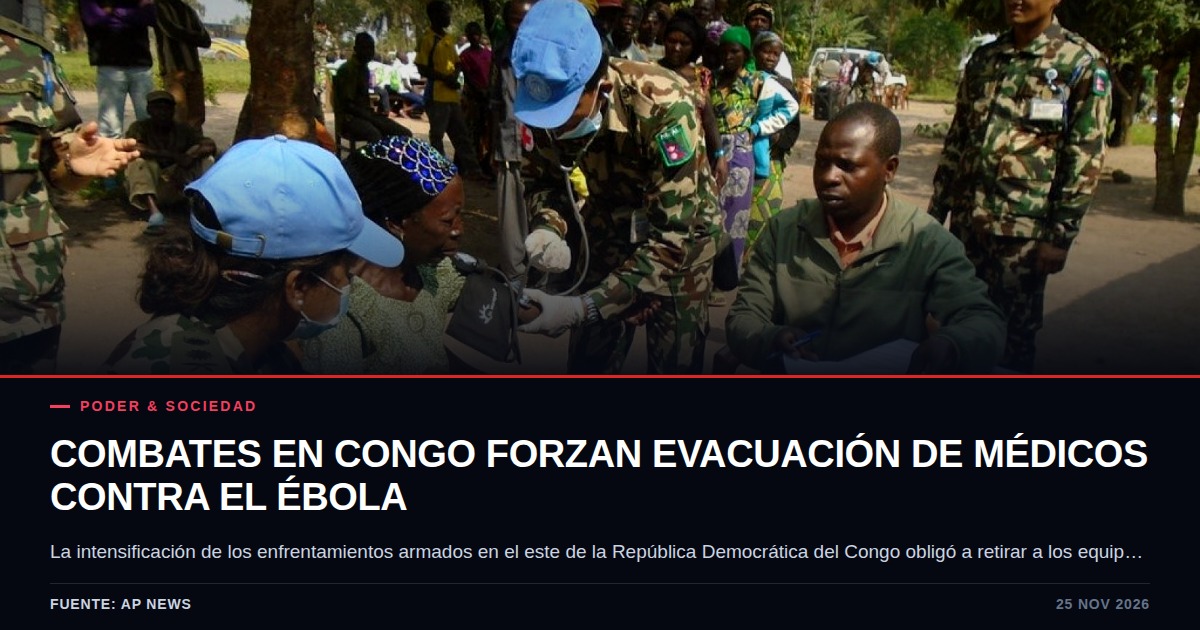 PODER & SOCIEDAD
COMBATES EN CONGO FORZAN EVACUACIÓN DE MÉDICOS
CONTRA EL ÉBOLA
La intensificación de los enfrentamientos armados en el este de la República Democrática del Congo obligó a retirar a los equip…
FUENTE: AP NEWS
25 NOV 2026